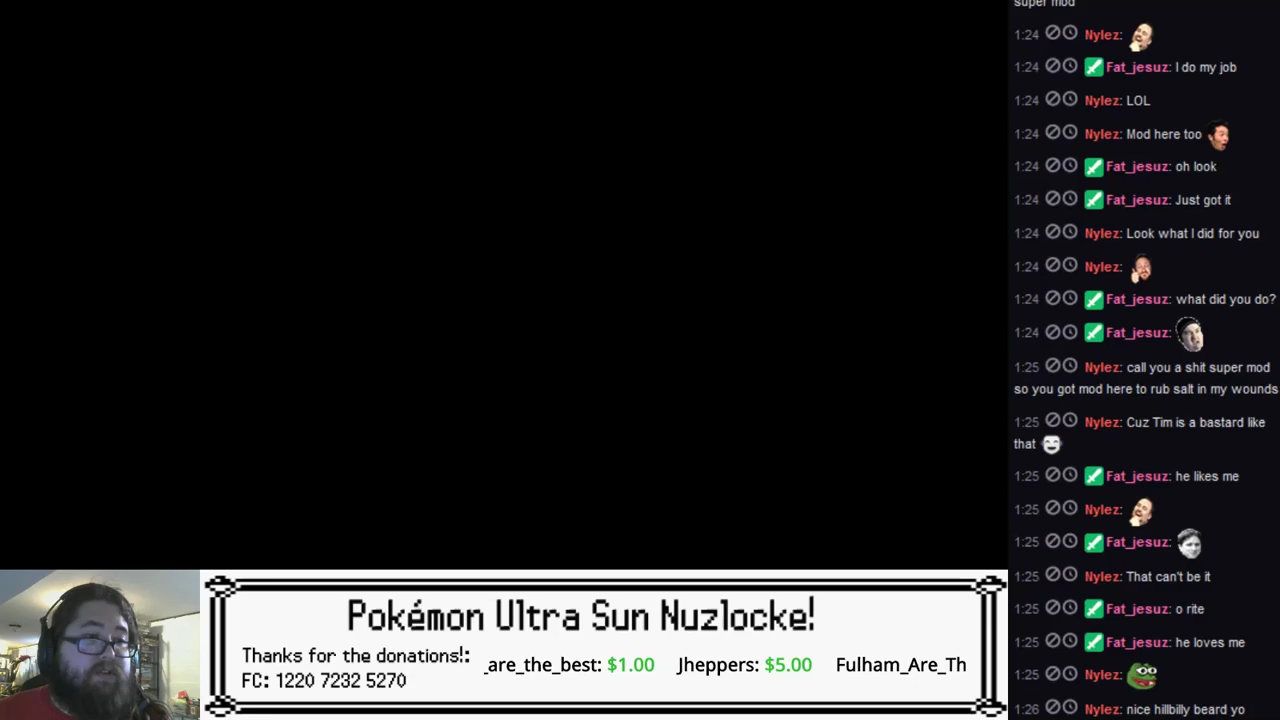 super mod
1:24 Nylez:
1:24 Fat_jesuz: I do my job
1:24 Nylez: LOL
1:24 Nylez: Mod here too
1:24 Fat_jesuz: oh look
1:24 Fat_jesuz: Just got it
1:24 Nylez: Look what I did for you
1:24 Nylez:
1:24 Fat_jesuz: what did you do?
1:24 Fat_jesuz:
1:25 Nylez: call you a shit super mod
so you got mod here to rub salt in my wounds
1:25 Nylez: Cuz Tim is a bastard like
that
1:25 Fat_jesuz: he likes me
1:25 Nylez:
1:25 Fat_jesuz:
1:25 Nylez: That can't be it
1:25 Fat_jesuz: o rite
1:25 Fat_jesuz: he loves me
1:25 Nylez:
1:26 Nylez: nice hillbilly beard yo
Pokémon Ultra Sun Nuzlocke!
Thanks for the donations!: _are_the_best: $1.00 Jheppers: $5.00 Fulham_Are_Th
FC: 1220 7232 5270